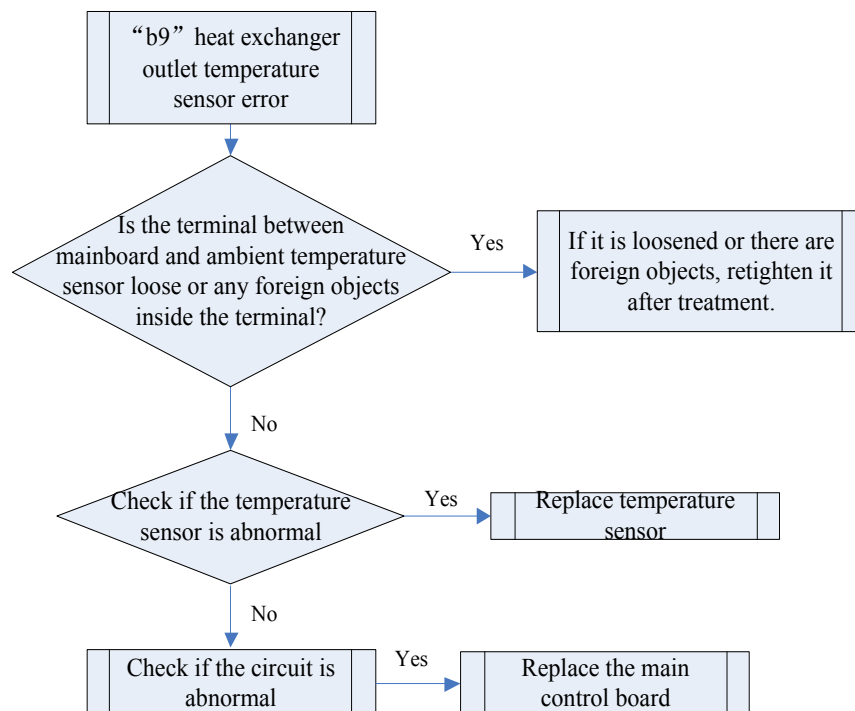 “b9” heat exchanger
outlet temperature
sensor error
Is the terminal between
mainboard and ambient temperature
sensor loose or any foreign objects
inside the terminal?
Yes
If it is loosened or there are
foreign objects, retighten it
after treatment.
No
Check if the temperature
sensor is abnormal
Yes
Replace temperature
sensor
No
Check if the circuit is
abnormal
Yes
Replace the main
control board